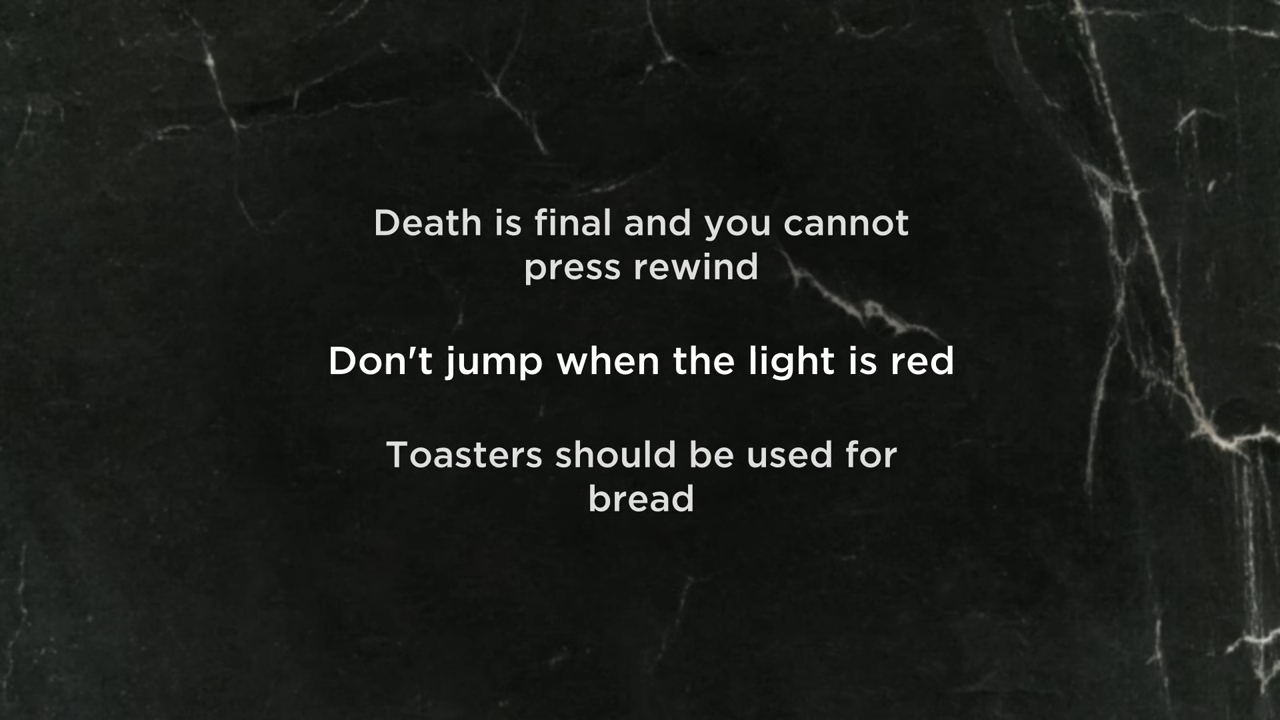 Death is final and you cannot
press rewind
Don't jump when the light is red
Toasters should be used for
bread